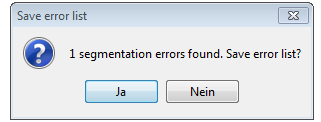 Save error list
1 segmentation errors found. Save error list?
Ja
Nein